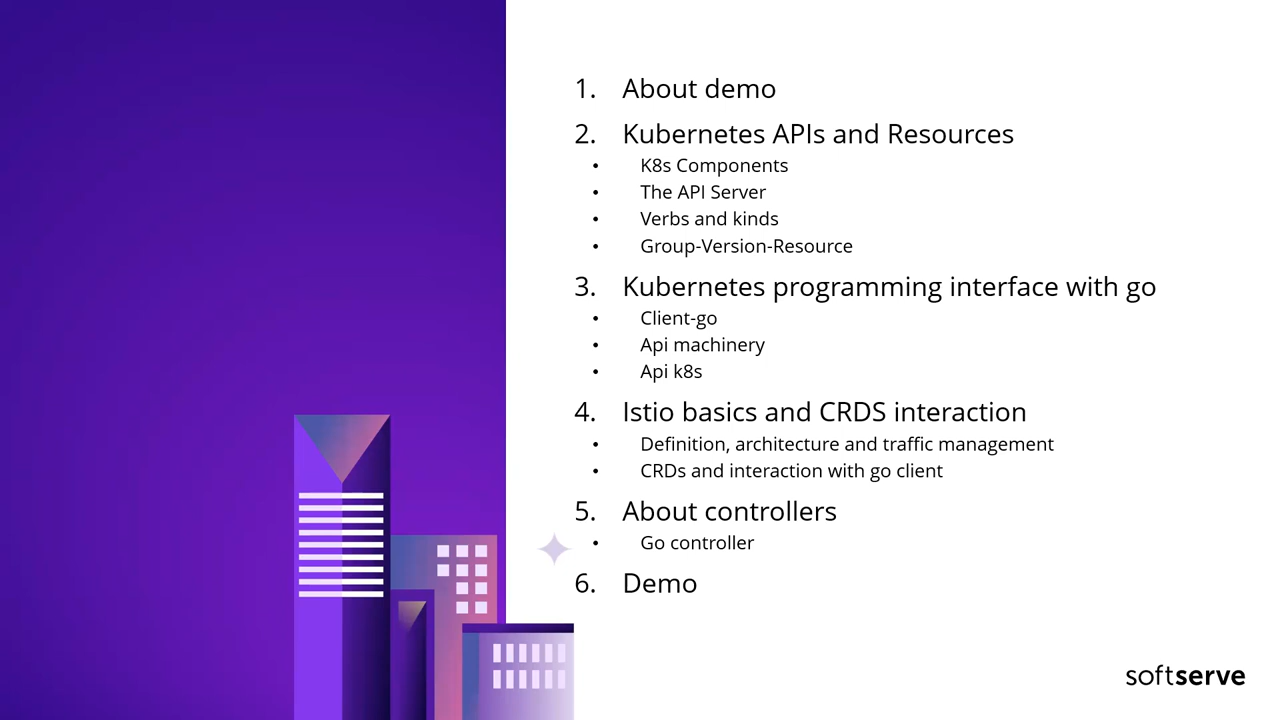 1. About demo
2. Kubernetes APIs and Resources
• K8s Components
• The API Server
• Verbs and kinds
• Group-Version-Resource
3. Kubernetes programming interface with go
• Client-go
• Api machinery
• Api k8s
4. Istio basics and CRDS interaction
• Definition, architecture and traffic management
• CRDs and interaction with go client
5. About controllers
• Go controller
6. Demo
softserve